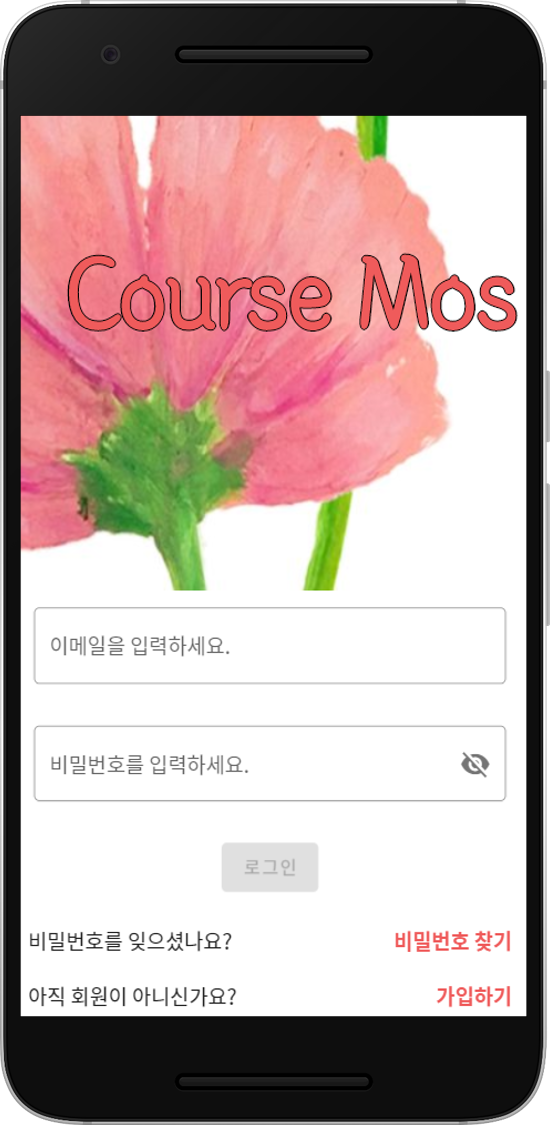 Course Mos
이메일을 입력하세요.
비밀번호를 입력하세요.
로그인
비밀번호를 잊으셨나요? 비밀번호 찾기
아직 회원이 아니신가요? 가입하기